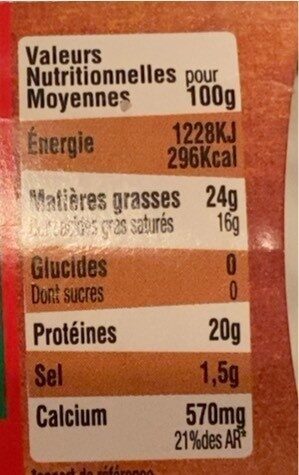 Valeurs
Nutritionnelles pour
Moyennes 100g
Énergie 1228KJ
296Kcal
Matières grasses 24g
gras saturés 16g
Glucides 0
Dont sucres 0
Protéines 20g
Sel 1,5g
Calcium 570mg
21%des AR*